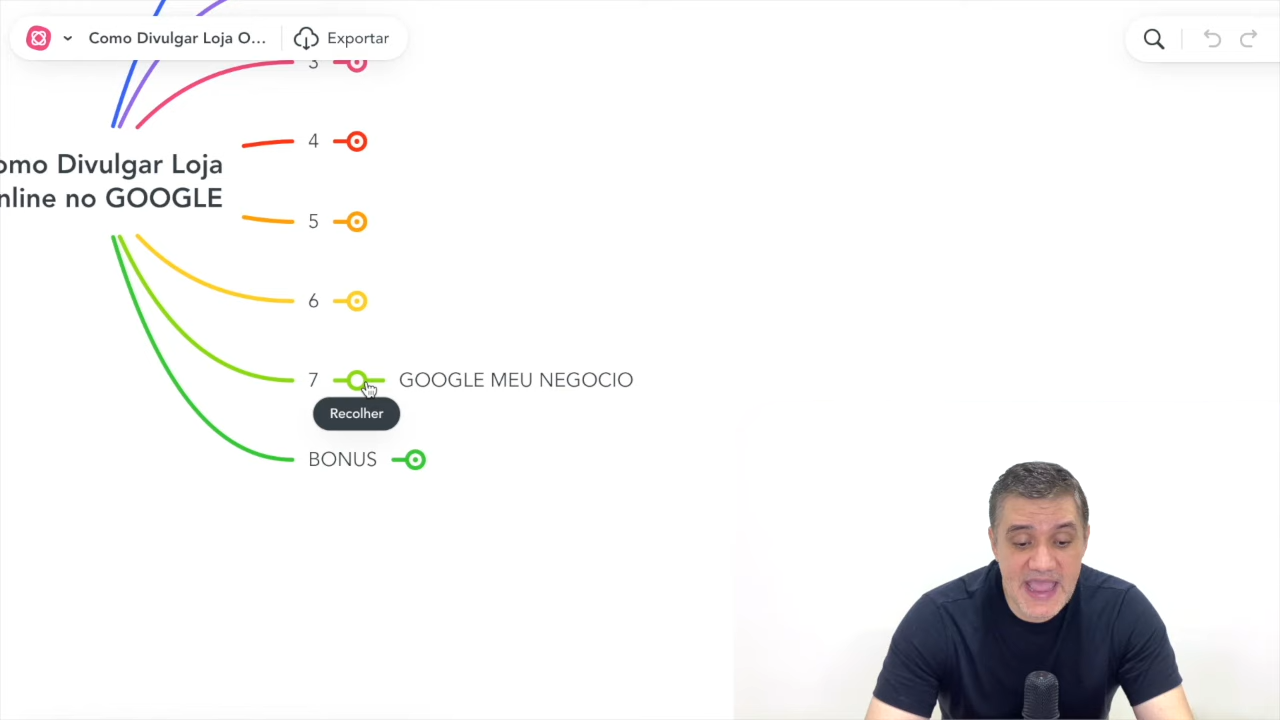 Como Divulgar Loja O...
Exportar
3
4
omo Divulgar Loja
nline no GOOGLE
5
6
7
GOOGLE MEU NEGOCIO
Recolher
BONUS